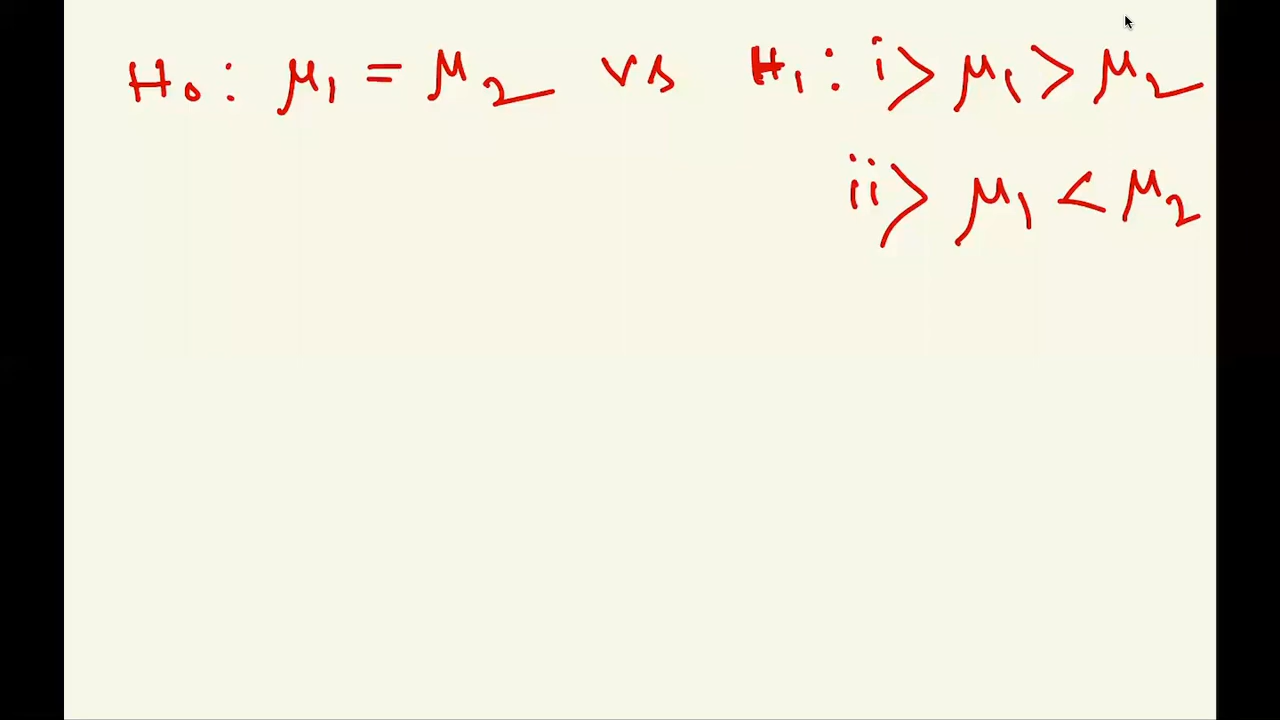 H₀: μ₁ = μ₂ vs H₁: i> μ₁ > μ₂
ii> μ₁ < μ₂